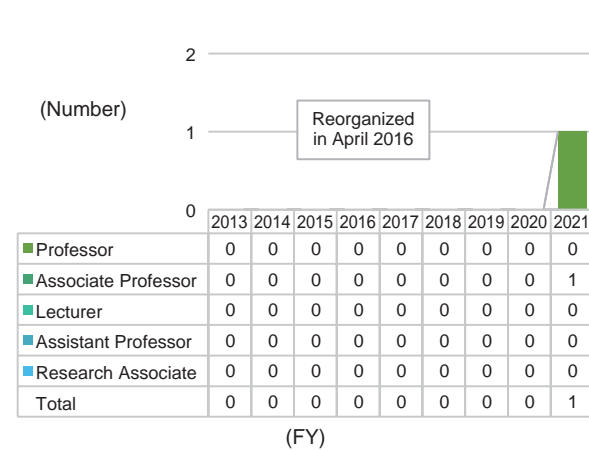 2
(Number)
Reorganized
in April 2016
1
0
2013 2014 2015 2016 2017 2018 2019 2020 2021
Professor 0 0 0 0 0 0 0 0 0
Associate Professor 0 0 0 0 0 0 0 0 1
Lecturer 0 0 0 0 0 0 0 0 0
Assistant Professor 0 0 0 0 0 0 0 0 0
Research Associate 0 0 0 0 0 0 0 0 0
Total 0 0 0 0 0 0 0 0 1
(FY)